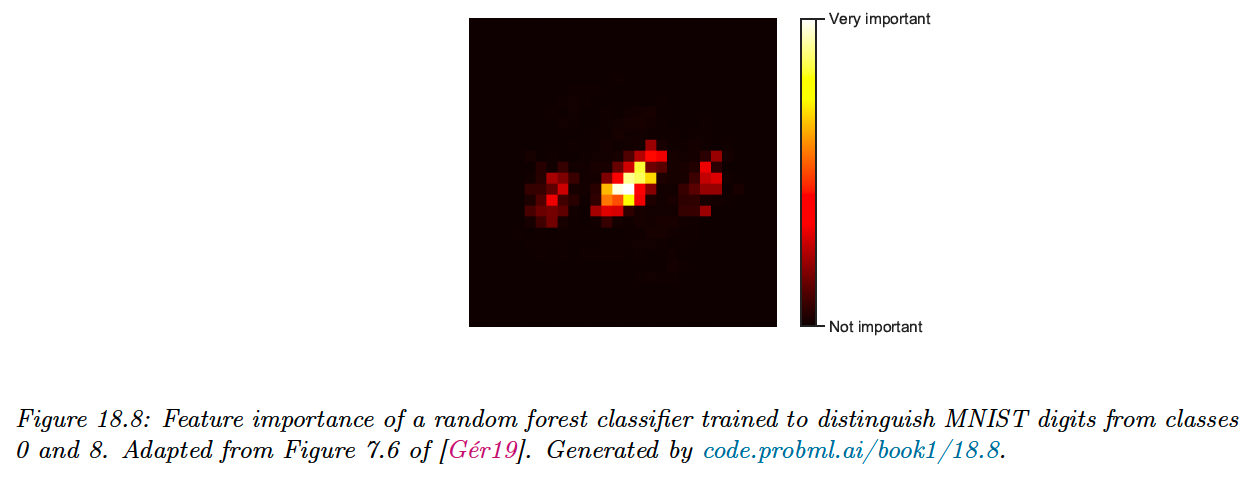 Very important
Not important
Figure 18.8: Feature importance of a random forest classifier trained to distinguish MNIST digits from classes
0 and 8. Adapted from Figure 7.6 of [Gér19]. Generated by code.probml.ai/book1/18.8.